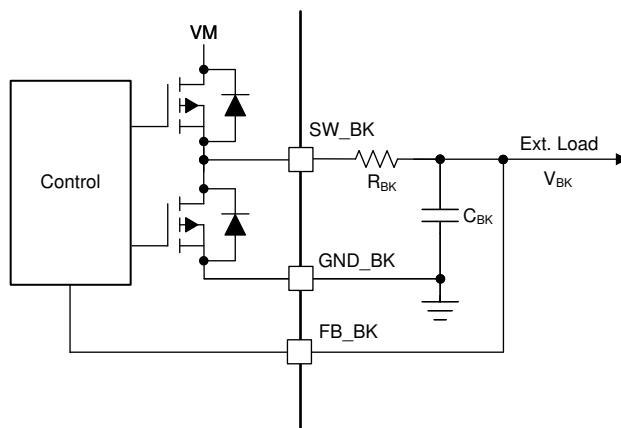 VM
SW_BK
Ext. Load
Control
R_BK
V_BK
C_BK
GND_BK
FB_BK